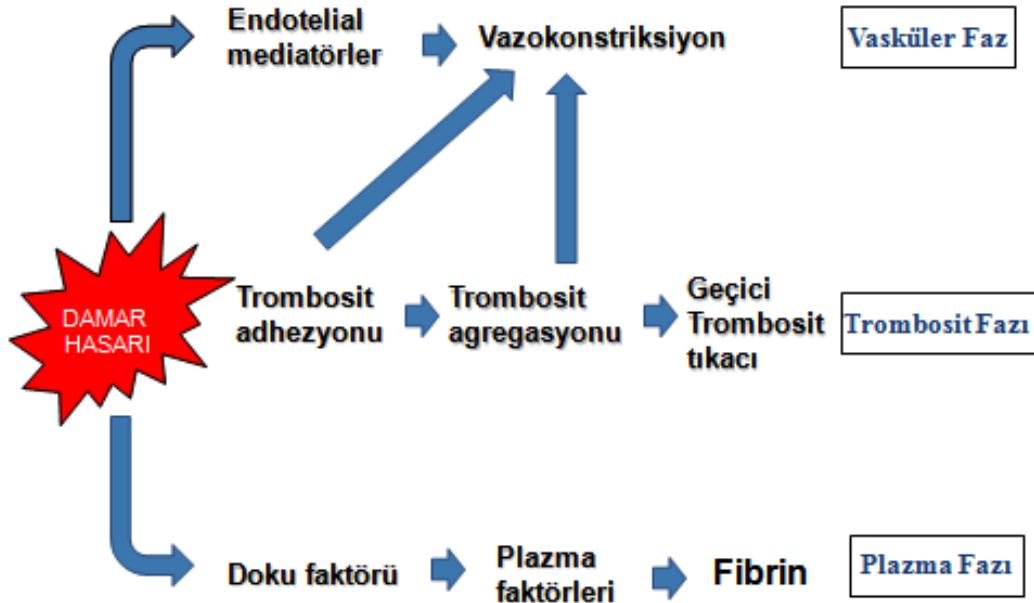 Endotelial
mediatörler
Vazokonstriksiyon
Vasküler Faz
DAMAR
HASARI
Trombosit
adhezyonu
Trombosit
agregasyonu
Geçici
Trombosit
tıkacı
Trombosit Fazı
Doku faktörü
Plazma
faktörleri
Fibrin
Plazma Fazı